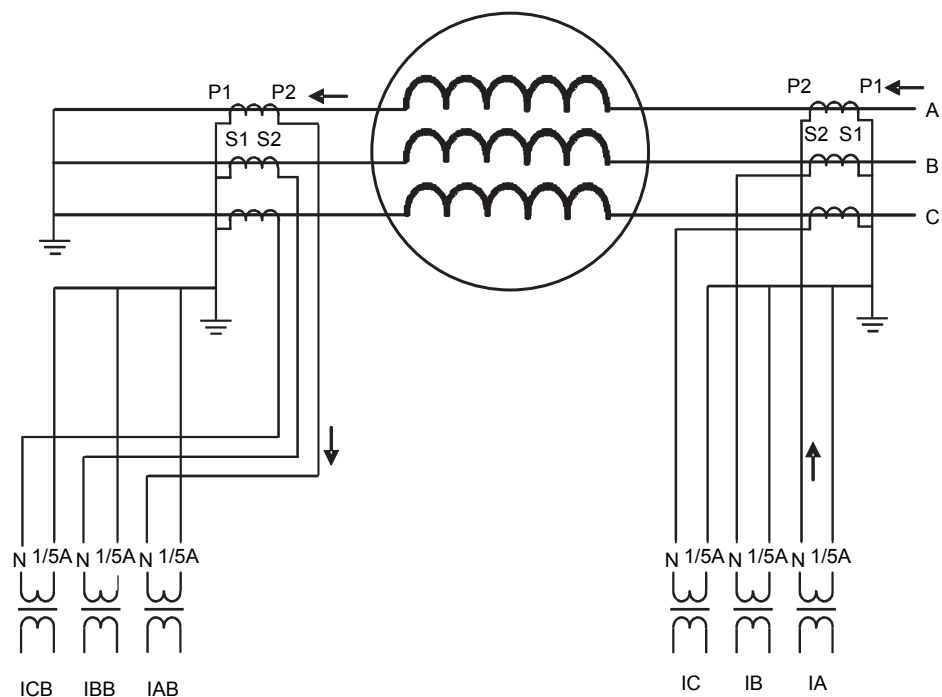 P1 P2
P2 P1
A
S1 S2
S2 S1
B
C
N 1/5A N 1/5A N 1/5A
N 1/5A N 1/5A N 1/5A
ICB IBB IAB
IC IB IA